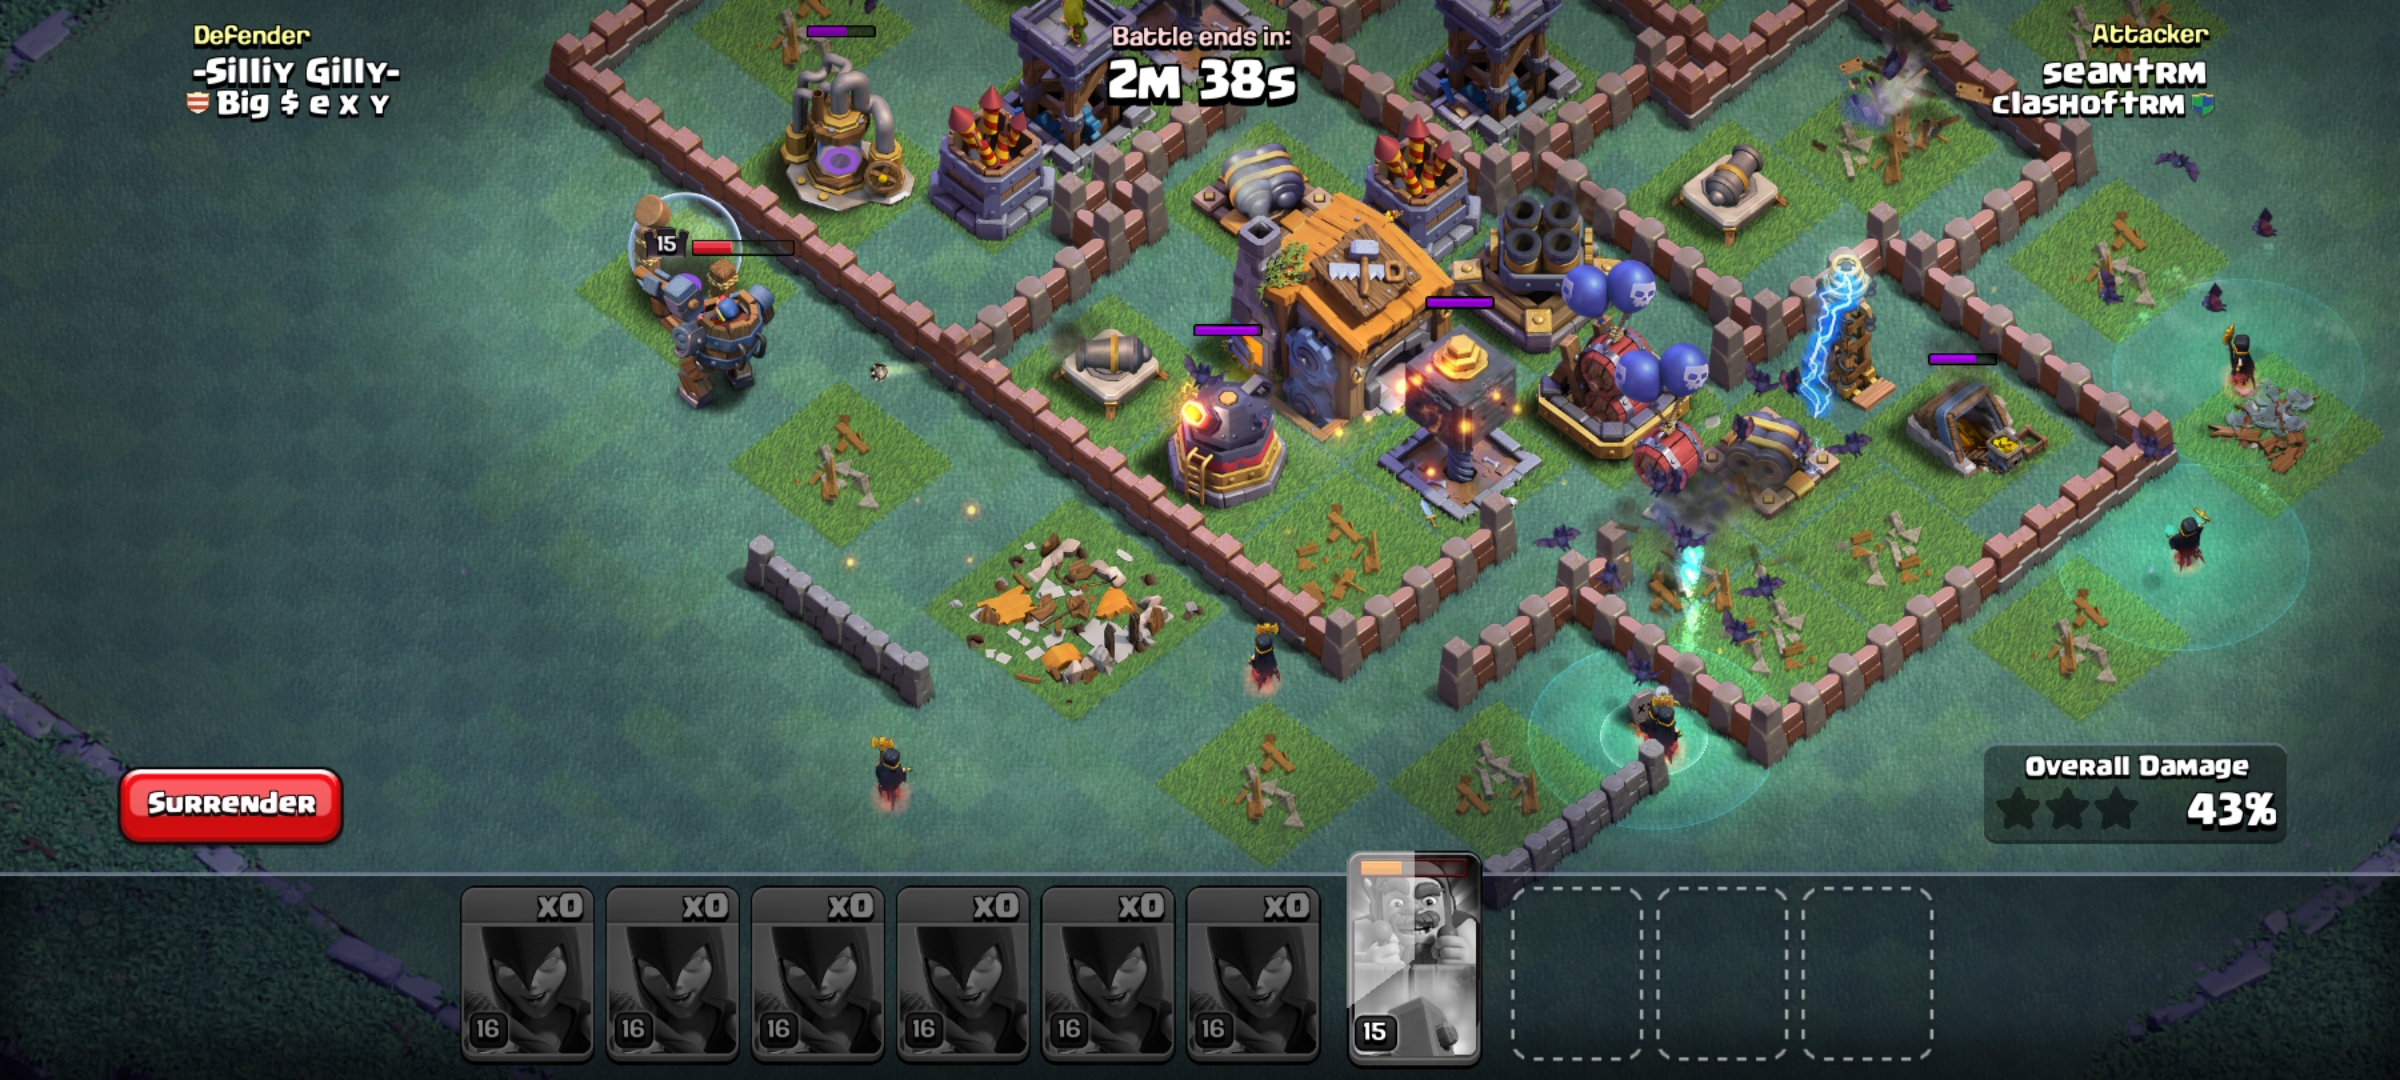 Defender
-Silliy Gilly-
Big $ e x y
Battle ends in:
2M 38s
Attacker
seantRM
clashoftRM
15
Surrender
Overall Damage
43%
x0
x0
x0
x0
x0
x0
16
16
16
16
16
16
15